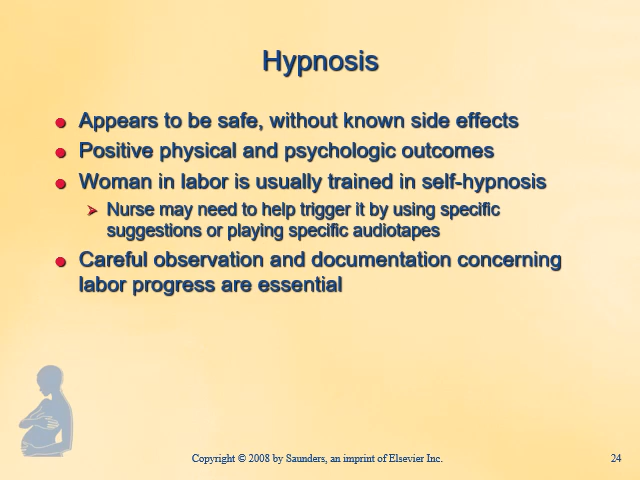 Hypnosis
Appears to be safe, without known side effects
Positive physical and psychologic outcomes
Woman in labor is usually trained in self-hypnosis
Nurse may need to help trigger it by using specific
suggestions or playing specific audiotapes
Careful observation and documentation concerning
labor progress are essential
Copyright © 2008 by Saunders, an imprint of Elsevier Inc.
24